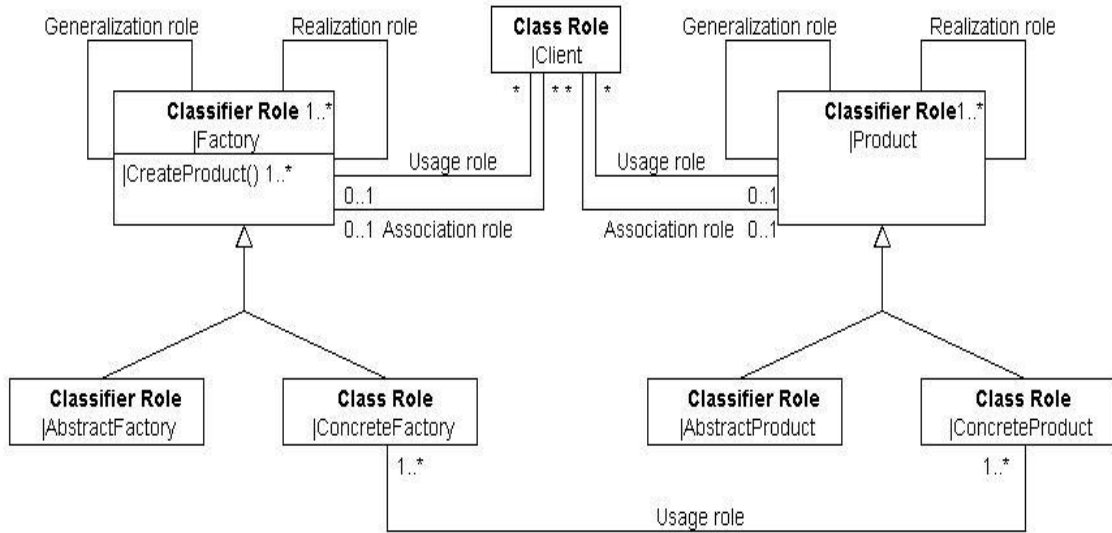 Generalization role
Realization role
Class Role
|Client
Generalization role
Realization role
* * * *
Classifier Role 1..*
|Factory
|CreateProduct() 1..*
Classifier Role 1..*
|Product
Usage role
Usage role
0..1
0..1
0..1 Association role
Association role 0..1
Classifier Role
|AbstractFactory
Class Role
|ConcreteFactory
Classifier Role
|AbstractProduct
Class Role
|ConcreteProduct
1..*
1..*
Usage role